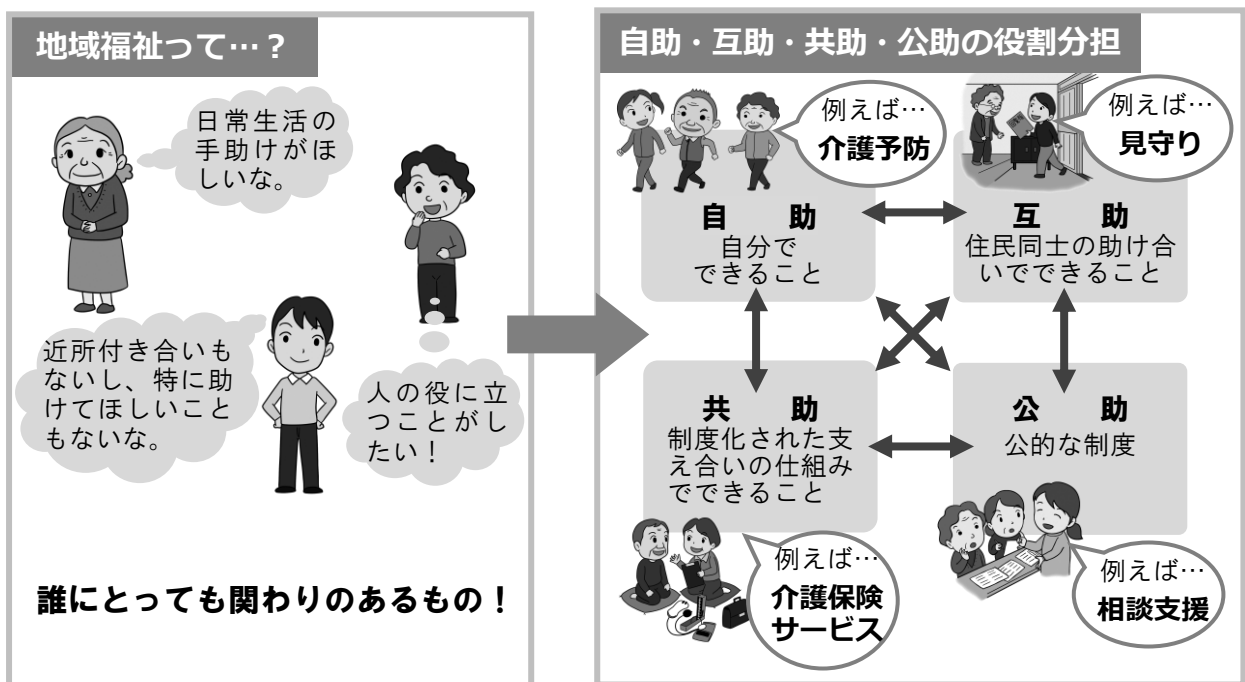 地域福祉って…？
日常生活の
手助けがほ
しいな。
近所付き合いも
ないし、特に助
けてほしいこと
もないな。
人の役に立
つことがし
たい！
誰にとっても関わりのあるもの！
自助・互助・共助・公助の役割分担
例えば…
介護予防
例えば…
見守り
自　助
自分で
できること
互　助
住民同士の助け合
いでできること
共　助
制度化された支
え合いの仕組み
でできること
公　助
公的な制度
例えば…
介護保険
サービス
例えば…
相談支援